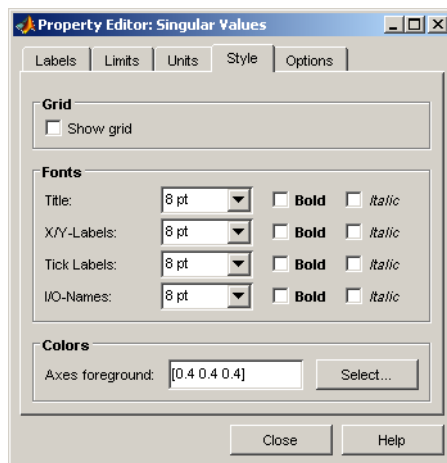 Property Editor: Singular Values
Labels Limits Units Style Options
Grid
Show grid
Fonts
Title: 8 pt Bold Italic
X/Y-Labels: 8 pt Bold Italic
Tick Labels: 8 pt Bold Italic
I/O-Names: 8 pt Bold Italic
Colors
Axes foreground: [0.4 0.4 0.4] Select...
Close Help